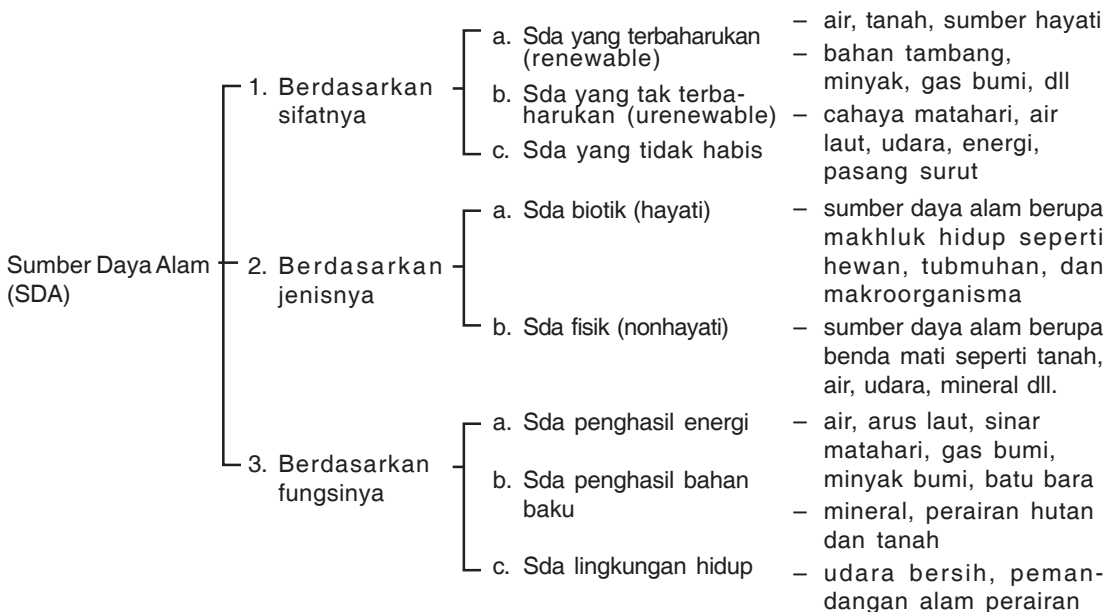 Sumber Daya Alam
(SDA)
1. Berdasarkan
sifatnya
a. Sda yang terbaharukan
(renewable)
b. Sda yang tak terba-
harukan (urenewable)
c. Sda yang tidak habis
– air, tanah, sumber hayati
– bahan tambang,
minyak, gas bumi, dll
– cahaya matahari, air
laut, udara, energi,
pasang surut
2. Berdasarkan
jenisnya
a. Sda biotik (hayati)
– sumber daya alam berupa
makhluk hidup seperti
hewan, tubmuhan, dan
makroorganisma
b. Sda fisik (nonhayati)
– sumber daya alam berupa
benda mati seperti tanah,
air, udara, mineral dll.
3. Berdasarkan
fungsinya
a. Sda penghasil energi
– air, arus laut, sinar
matahari, gas bumi,
minyak bumi, batu bara
b. Sda penghasil bahan
baku
– mineral, perairan hutan
dan tanah
c. Sda lingkungan hidup
– udara bersih, peman-
dangan alam perairan